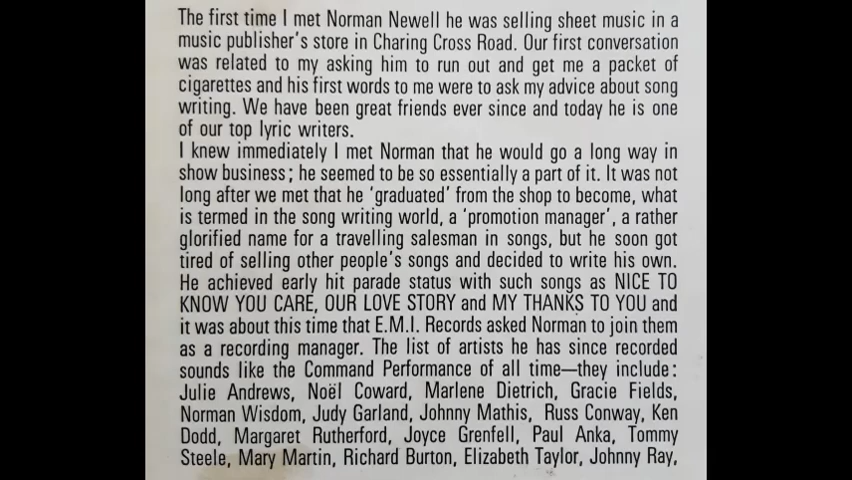 The first time I met Norman Newell he was selling sheet music in a
music publisher's store in Charing Cross Road. Our first conversation
was related to my asking him to run out and get me a packet of
cigarettes and his first words to me were to ask my advice about song
writing. We have been great friends ever since and today he is one
of our top lyric writers.
I knew immediately I met Norman that he would go a long way in
show business; he seemed to be so essentially a part of it. It was not
long after we met that he 'graduated' from the shop to become, what
is termed in the song writing world, a 'promotion manager', a rather
glorified name for a travelling salesman in songs, but he soon got
tired of selling other people's songs and decided to write his own.
He achieved early hit parade status with such songs as NICE TO
KNOW YOU CARE, OUR LOVE STORY and MY THANKS TO YOU and
it was about this time that E.M.I. Records asked Norman to join them
as a recording manager. The list of artists he has since recorded
sounds like the Command Performance of all time—they include:
Julie Andrews, Noël Coward, Marlene Dietrich, Gracie Fields,
Norman Wisdom, Judy Garland, Johnny Mathis, Russ Conway, Ken
Dodd, Margaret Rutherford, Joyce Grenfell, Paul Anka, Tommy
Steele, Mary Martin, Richard Burton, Elizabeth Taylor, Johnny Ray,